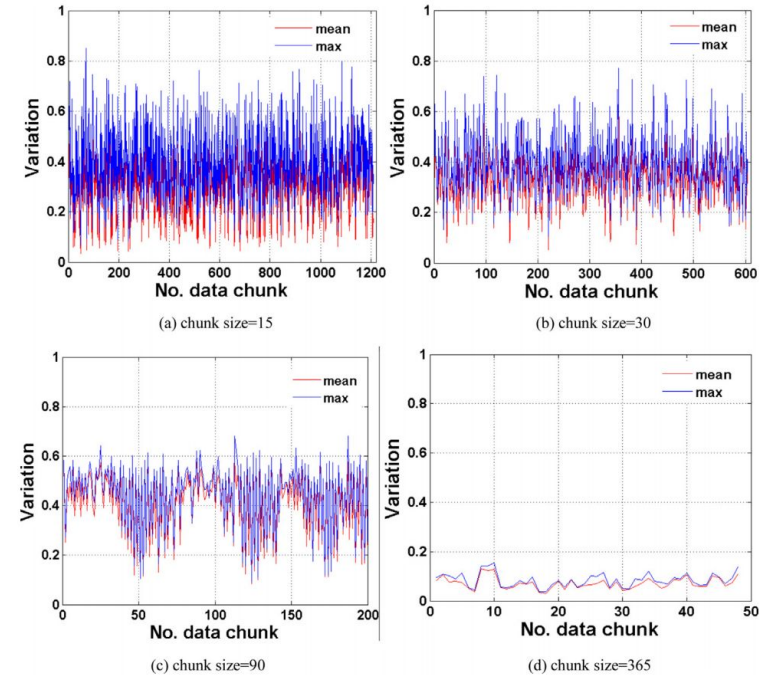 1
mean
max
0.8
0.6
Variation
0.4
0.2
0
0 200 400 600 800 1000 1200
No. data chunk
(a) chunk size=15
1
mean
max
0.8
0.6
Variation
0.4
0.2
0
0 100 200 300 400 500 600
No. data chunk
(b) chunk size=30
1
mean
max
0.8
0.6
Variation
0.4
0.2
0
0 50 100 150 200
No. data chunk
(c) chunk size=90
1
mean
max
0.8
0.6
Variation
0.4
0.2
0
0 10 20 30 40 50
No. data chunk
(d) chunk size=365